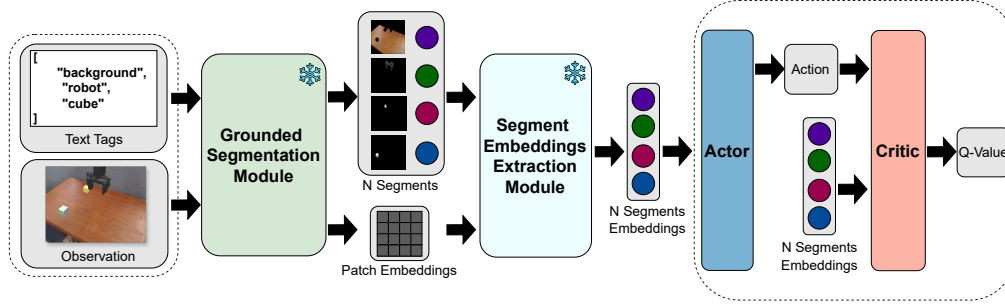 [
"background",
"robot",
"cube"
]
Text Tags
Observation
Grounded
Segmentation
Module
N Segments
Patch Embeddings
Segment
Embeddings
Extraction
Module
N Segments
Embeddings
Actor
Action
N Segments
Embeddings
Critic
Q-Value